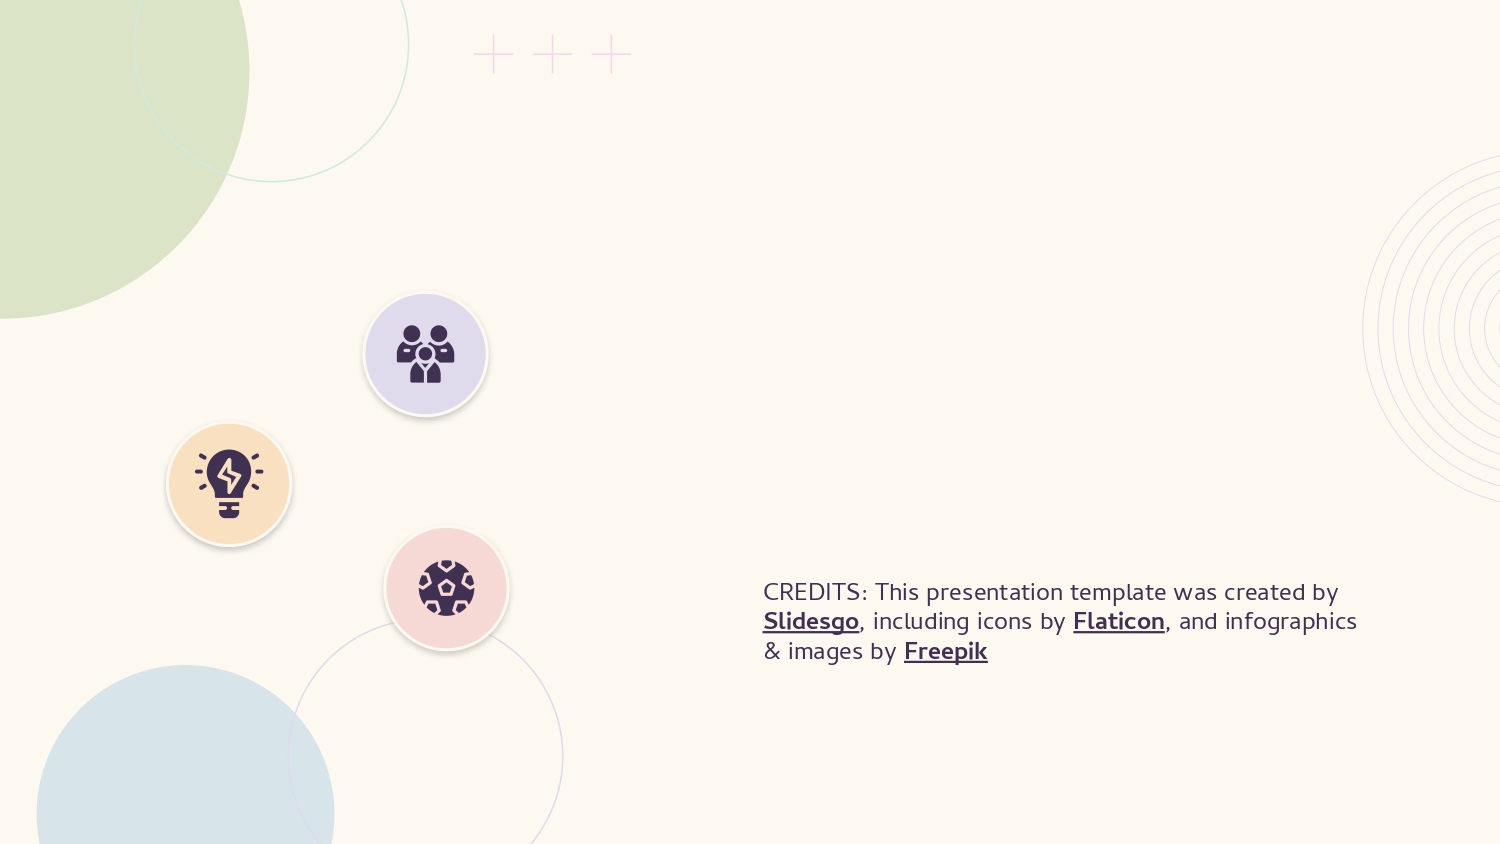 CREDITS: This presentation template was created by
Slidesgo, including icons by Flaticon, and infographics
& images by Freepik